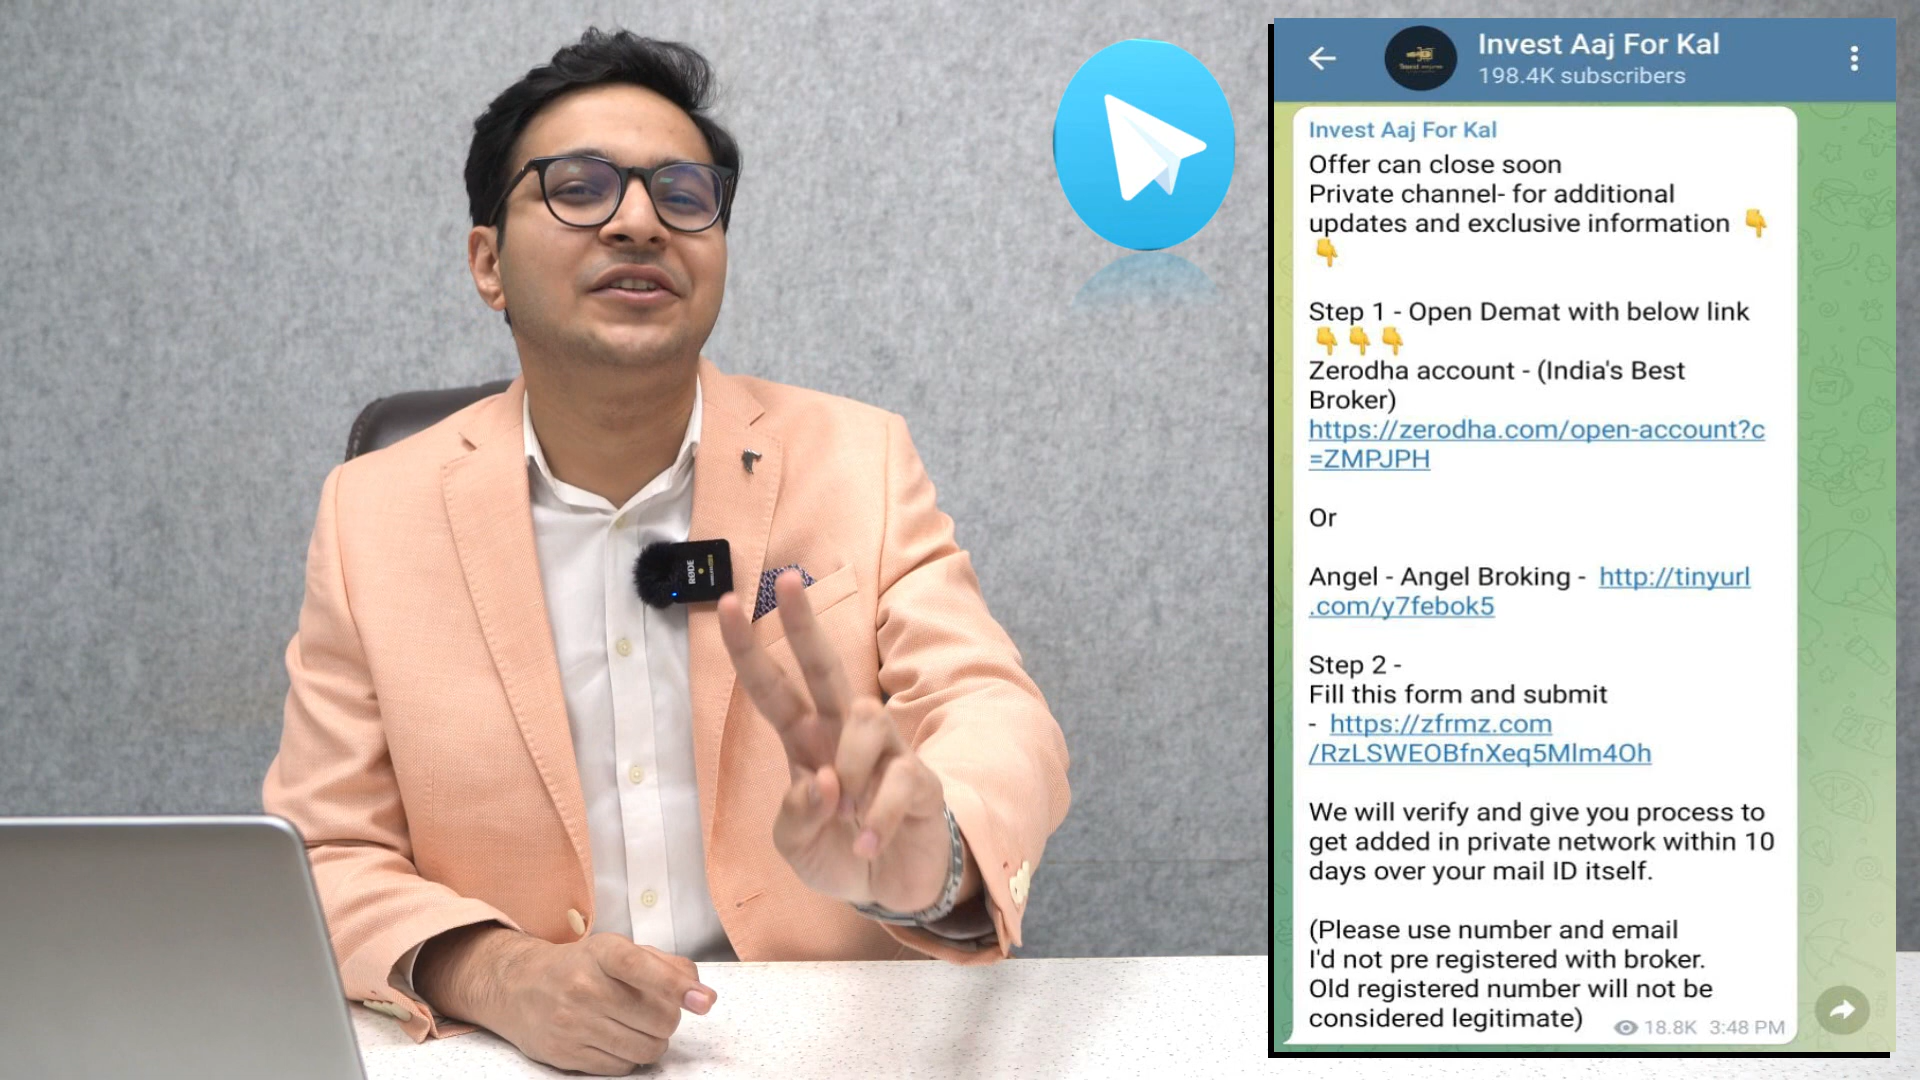 Invest Aaj For Kal
198.4K subscribers
Invest Aaj For Kal
Offer can close soon
Private channel- for additional
updates and exclusive information 👇
👇
Step 1 - Open Demat with below link
👇👇👇
Zerodha account - (India's Best
Broker)
https://zerodha.com/open-account?c
=ZMPJPH
Or
Angel - Angel Broking - http://tinyurl
.com/y7febok5
Step 2 -
Fill this form and submit
- https://zfrmz.com
/RzLSWEOBfnXeq5Mlm4Oh
We will verify and give you process to
get added in private network within 10
days over your mail ID itself.
(Please use number and email
I'd not pre registered with broker.
Old registered number will not be
considered legitimate)
18.8K 3:48 PM
RØDE